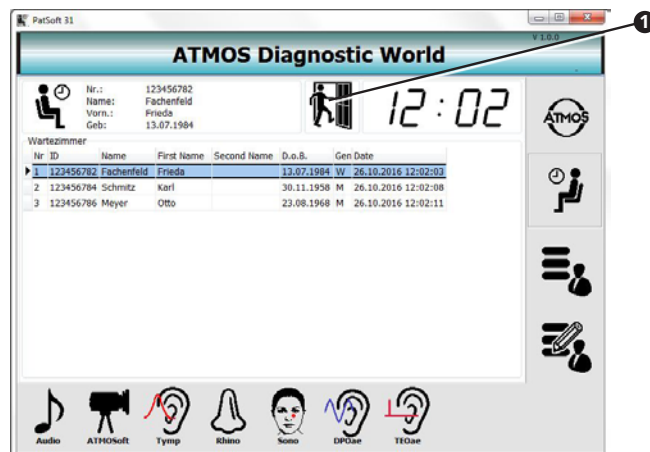 PatSoft 31
1
V 1.0.0
ATMOS Diagnostic World
Nr.: 123456782
Name: Fachenfeld
Vorn.: Frieda
Geb: 13.07.1984
12:02
ATMOS
Wartezimmer
Nr ID Name First Name Second Name D.o.B. Gen Date
1 123456782 Fachenfeld Frieda 13.07.1984 W 26.10.2016 12:02:03
2 123456784 Schmitz Karl 30.11.1958 M 26.10.2016 12:02:08
3 123456786 Meyer Otto 23.08.1968 M 26.10.2016 12:02:11
Audio ATMOSoft Tymp Rhino Sono DPOae TEOae